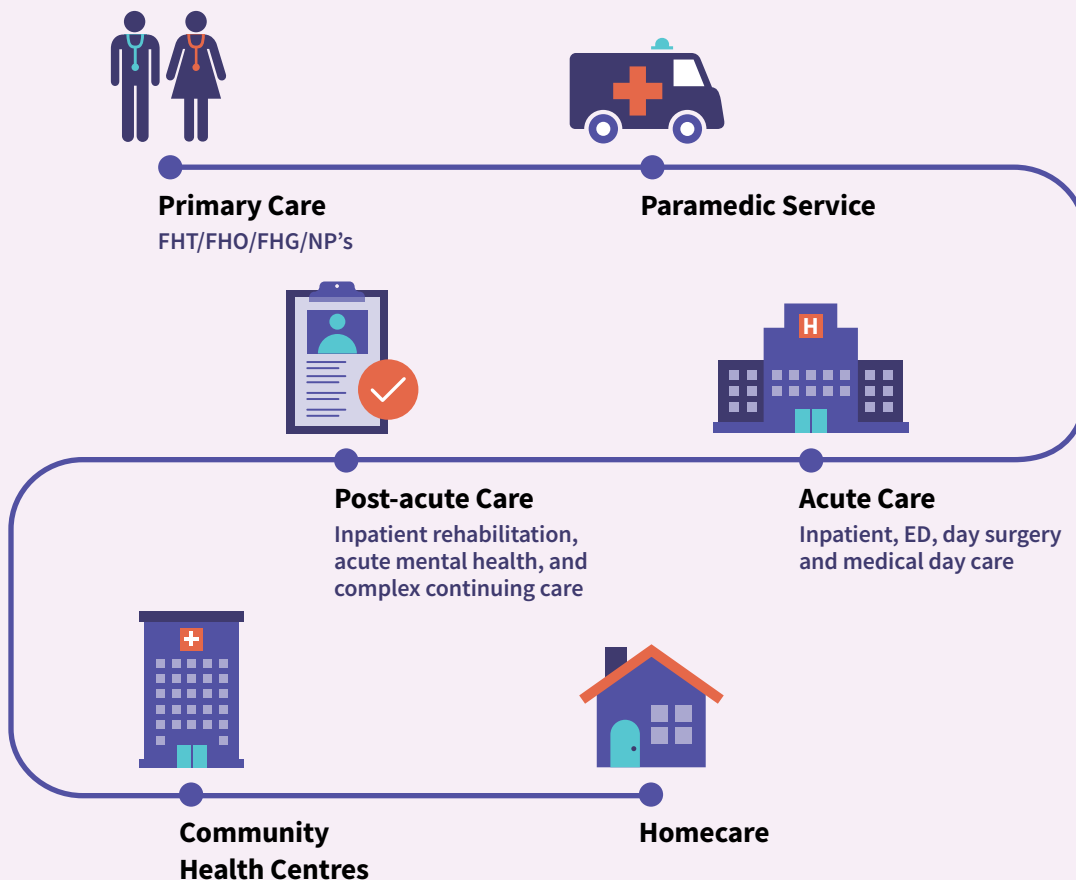 Primary Care
FHT/FHO/FHG/NP’s
Paramedic Service
H
Acute Care
Inpatient, ED, day surgery
and medical day care
Post-acute Care
Inpatient rehabilitation,
acute mental health, and
complex continuing care
Community
Health Centres
Homecare